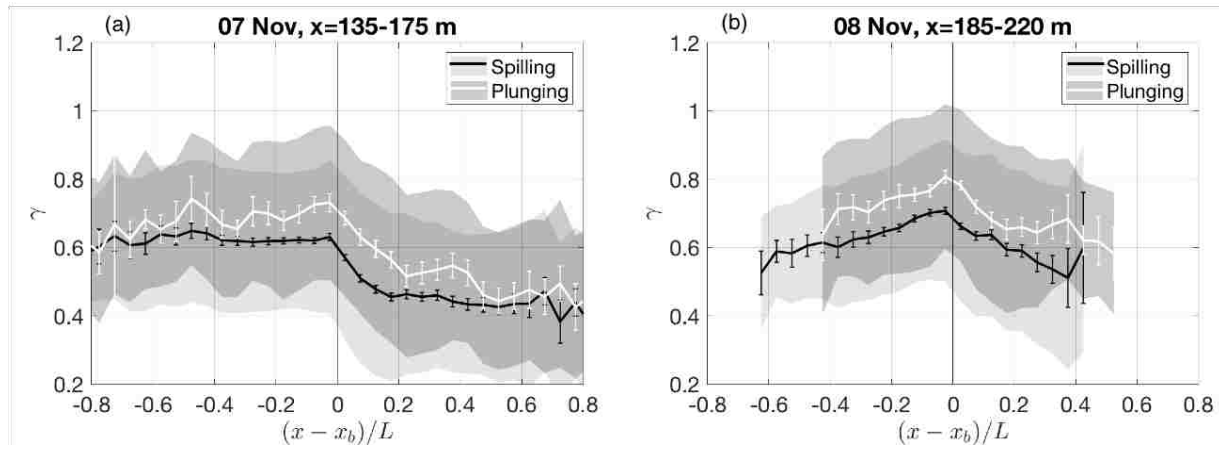 (a) 07 Nov, x=135-175 m
Spilling
Plunging
1.2
1
0.8
0.6
0.4
0.2
γ
-0.8 -0.6 -0.4 -0.2 0 0.2 0.4 0.6 0.8
(x − x_b)/L
(b) 08 Nov, x=185-220 m
Spilling
Plunging
1.2
1
0.8
0.6
0.4
0.2
γ
-0.8 -0.6 -0.4 -0.2 0 0.2 0.4 0.6 0.8
(x − x_b)/L